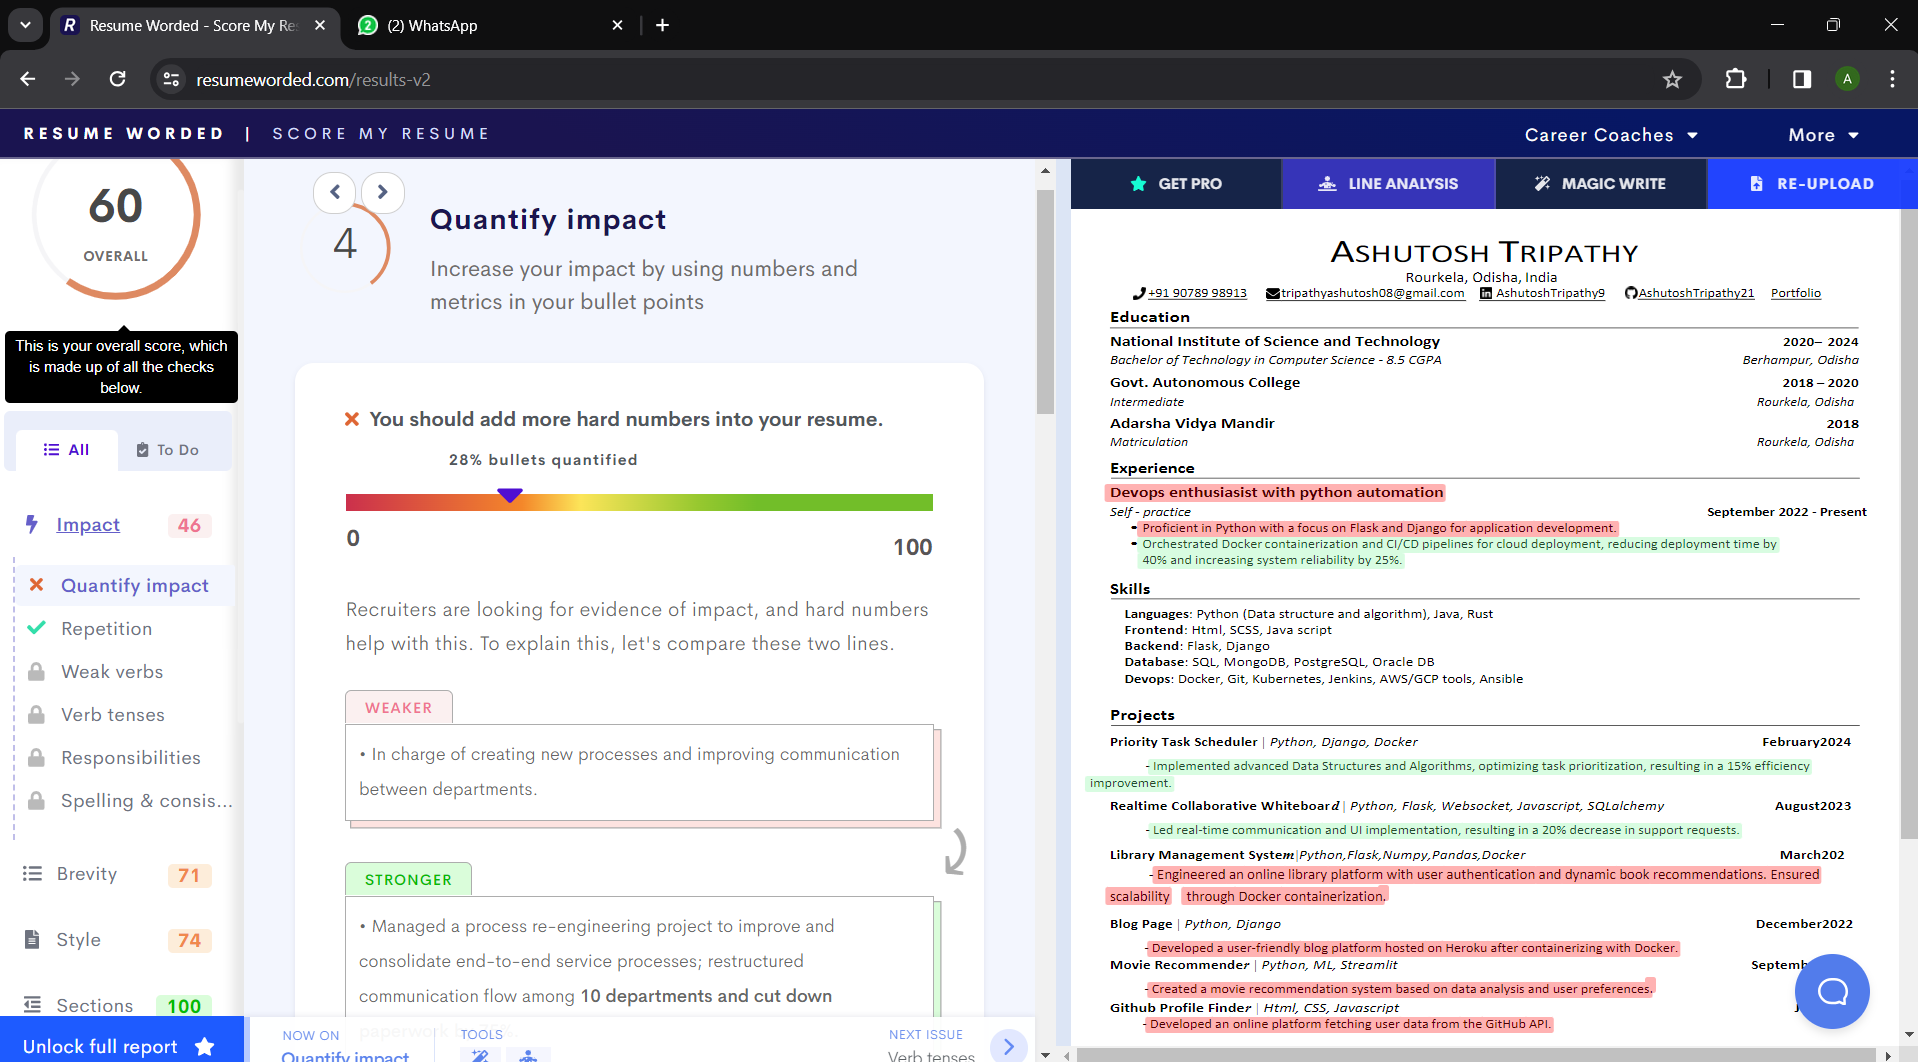 Resume Worded - Score My Res
(2) WhatsApp
resumeworded.com/results-v2
A
RESUME WORDED | SCORE MY RESUME
Career Coaches
More
60
OVERALL
This is your overall score, which
is made up of all the checks
below.
All
To Do
Impact 46
Quantify impact
Repetition
Weak verbs
Verb tenses
Responsibilities
Spelling & consis...
Brevity 71
Style 74
Sections 100
Unlock full report
4
Quantify impact
Increase your impact by using numbers and
metrics in your bullet points
You should add more hard numbers into your resume.
28% bullets quantified
0
100
Recruiters are looking for evidence of impact, and hard numbers
help with this. To explain this, let's compare these two lines.
WEAKER
• In charge of creating new processes and improving communication
between departments.
STRONGER
• Managed a process re-engineering project to improve and
consolidate end-to-end service processes; restructured
communication flow among 10 departments and cut down
NOW ON
Quantify impact
TOOLS
NEXT ISSUE
Verb tenses
GET PRO
LINE ANALYSIS
MAGIC WRITE
RE-UPLOAD
ASHUTOSH TRIPATHY
Rourkela, Odisha, India
+91 90789 98913 tripathyashutosh08@gmail.com AshutoshTripathy9 AshutoshTripathy21 Portfolio
Education
National Institute of Science and Technology 2020– 2024
Bachelor of Technology in Computer Science - 8.5 CGPA Berhampur, Odisha
Govt. Autonomous College 2018 – 2020
Intermediate Rourkela, Odisha
Adarsha Vidya Mandir 2018
Matriculation Rourkela, Odisha
Experience
Devops enthusiasist with python automation
Self - practice September 2022 - Present
• Proficient in Python with a focus on Flask and Django for application development.
• Orchestrated Docker containerization and CI/CD pipelines for cloud deployment, reducing deployment time by
40% and increasing system reliability by 25%.
Skills
Languages: Python (Data structure and algorithm), Java, Rust
Frontend: Html, SCSS, Java script
Backend: Flask, Django
Database: SQL, MongoDB, PostgreSQL, Oracle DB
Devops: Docker, Git, Kubernetes, Jenkins, AWS/GCP tools, Ansible
Projects
Priority Task Scheduler | Python, Django, Docker February2024
- Implemented advanced Data Structures and Algorithms, optimizing task prioritization, resulting in a 15% efficiency
improvement.
Realtime Collaborative Whiteboard | Python, Flask, Websocket, Javascript, SQLalchemy August2023
- Led real-time communication and UI implementation, resulting in a 20% decrease in support requests.
Library Management System|Python,Flask,Numpy,Pandas,Docker March202
- Engineered an online library platform with user authentication and dynamic book recommendations. Ensured
scalability through Docker containerization.
Blog Page | Python, Django December2022
- Developed a user-friendly blog platform hosted on Heroku after containerizing with Docker.
Movie Recommender | Python, ML, Streamlit Septemb
- Created a movie recommendation system based on data analysis and user preferences.
Github Profile Finder | Html, CSS, Javascript J
- Developed an online platform fetching user data from the GitHub API.